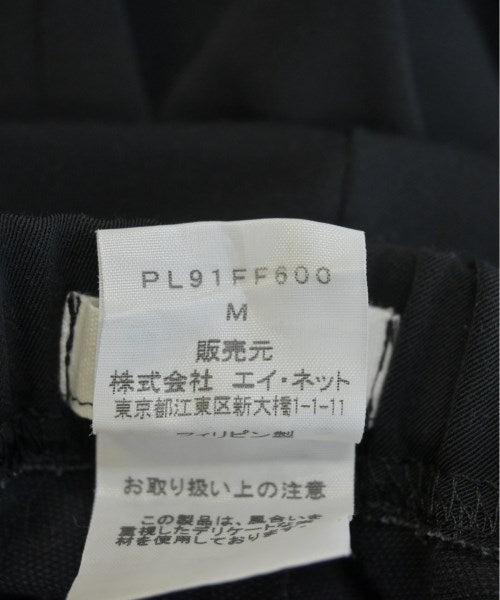 PL91FF600
M
販売元
株式会社 エイ・ネット
東京都江東区新大橋1-1-11
フィリピン製
お取り扱い上の注意
この製品は、風合いを
重視したデリケートな
材を使用しております